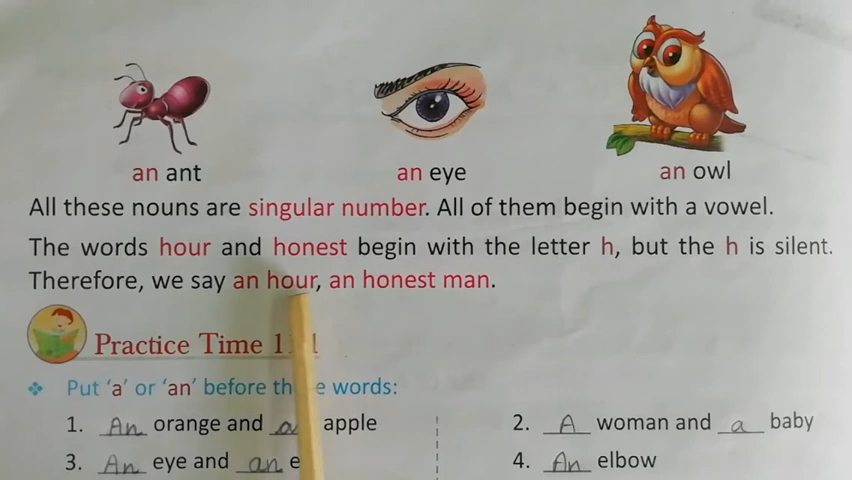 an ant an eye an owl
All these nouns are singular number. All of them begin with a vowel.
The words hour and honest begin with the letter h, but the h is silent.
Therefore, we say an hour, an honest man.
Practice Time
Put ‘a’ or ‘an’ before words:
1. An orange and apple 2. A woman and a baby
3. An eye and an 4. An elbow